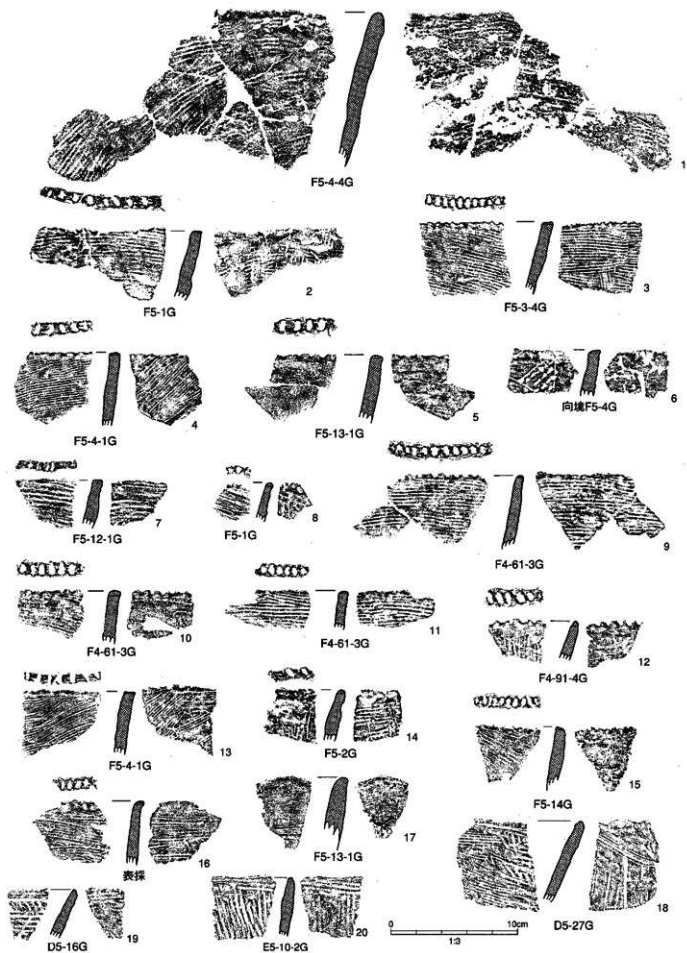 1
F5-4-4G
2
F5-1G
3
F5-3-4G
4
F5-4-1G
5
F5-13-1G
6
向境F5-4G
7
F5-12-1G
8
F5-1G
9
F4-61-3G
10
F4-61-3G
11
F4-61-3G
12
F4-91-4G
13
F5-4-1G
14
F5-2G
15
F5-14G
16
表採
17
F5-13-1G
18
D5-27G
19
D5-16G
20
E5-10-2G
0 10cm
1:3